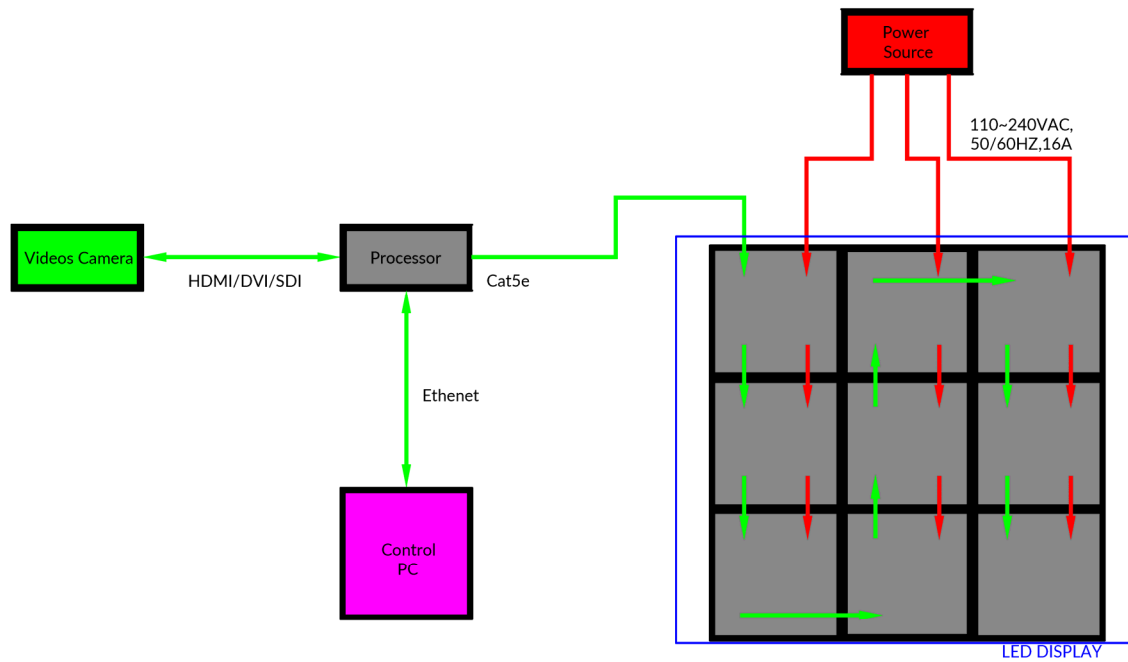 Power
Source
110~240VAC,
50/60HZ,16A
Videos Camera
HDMI/DVI/SDI
Processor
Cat5e
Ethenet
Control
PC
LED DISPLAY